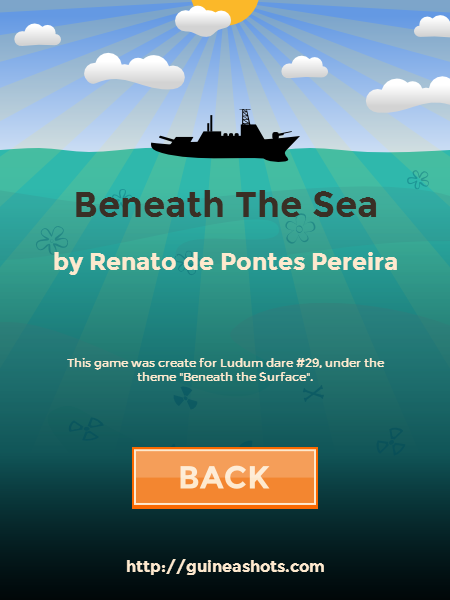 Beneath The Sea
by Renato de Pontes Pereira
This game was create for Ludum dare #29, under the
theme "Beneath the Surface".
BACK
http://guineashots.com